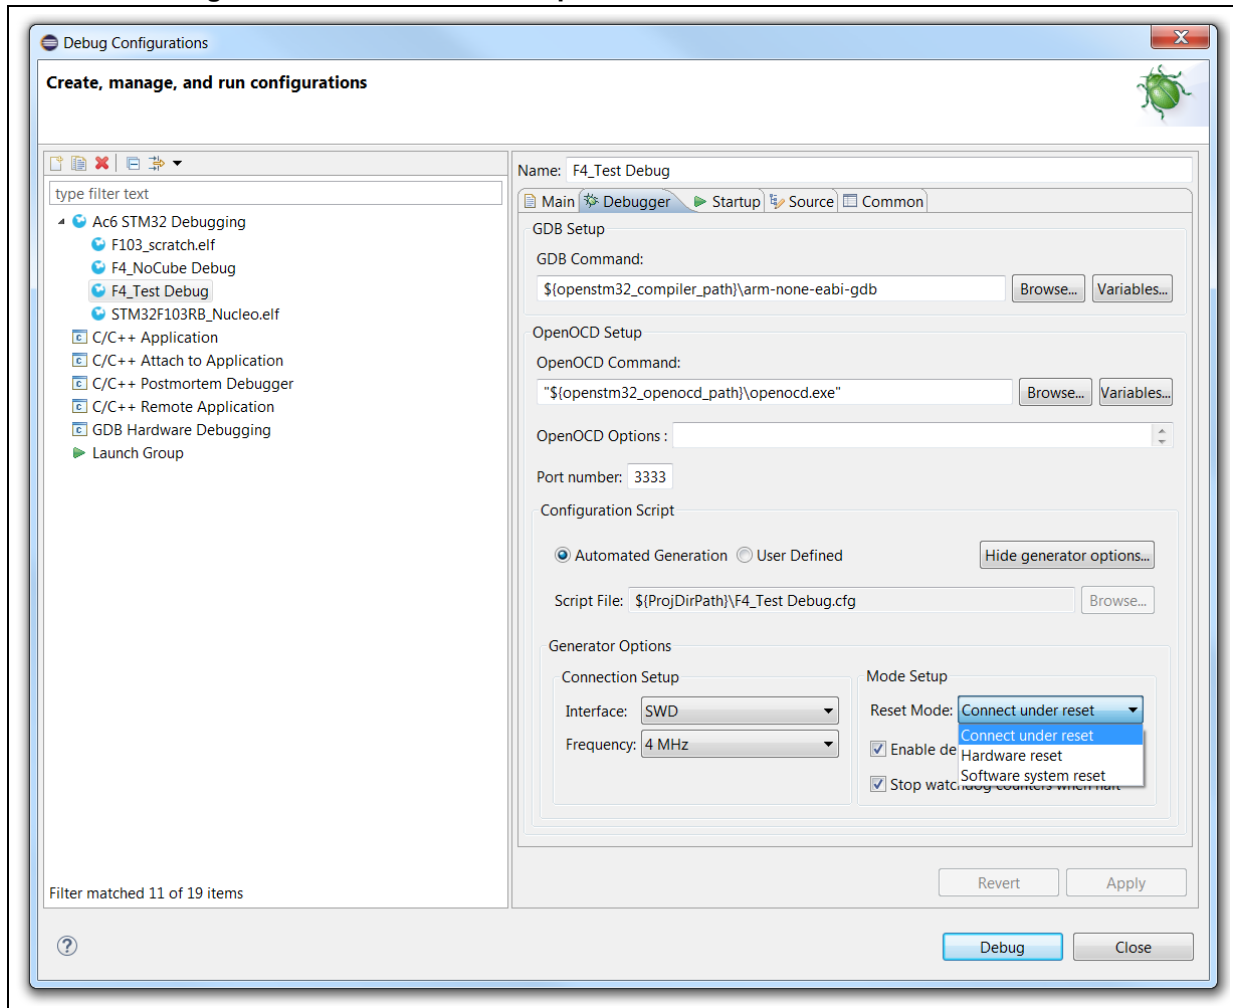 Debug Configurations
X
Create, manage, and run configurations
type filter text
Ac6 STM32 Debugging
F103_scratch.elf
F4_NoCube Debug
F4_Test Debug
STM32F103RB_Nucleo.elf
C/C++ Application
C/C++ Attach to Application
C/C++ Postmortem Debugger
C/C++ Remote Application
GDB Hardware Debugging
Launch Group
Filter matched 11 of 19 items
Name: F4_Test Debug
Main Debugger Startup Source Common
GDB Setup
GDB Command:
${openstm32_compiler_path}\arm-none-eabi-gdb Browse... Variables...
OpenOCD Setup
OpenOCD Command:
"${openstm32_openocd_path}\openocd.exe" Browse... Variables...
OpenOCD Options :
Port number: 3333
Configuration Script
Automated Generation User Defined Hide generator options...
Script File: ${ProjDirPath}\F4_Test Debug.cfg Browse...
Generator Options
Connection Setup
Interface: SWD
Frequency: 4 MHz
Mode Setup
Reset Mode: Connect under reset
Connect under reset
Hardware reset
Software system reset
Enable de
Stop watchdog counters when halt
Revert Apply
? Debug Close